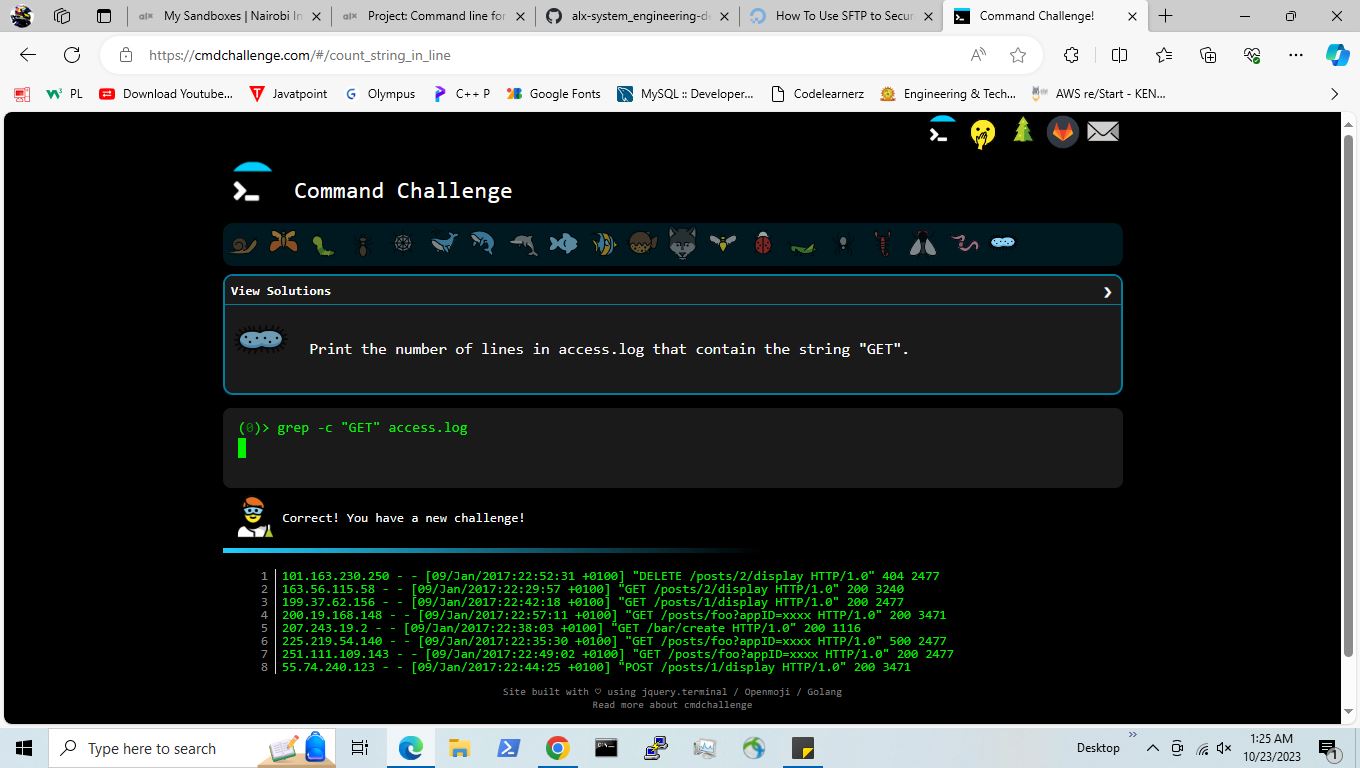 My Sandboxes | Nairobi In
Project: Command line for
alx-system_engineering-de
How To Use SFTP to Secur
Command Challenge!
https://cmdchallenge.com/#/count_string_in_line
PL
Download Youtube...
Javatpoint
Olympus
C++ P
Google Fonts
MySQL :: Developer...
Codelearnerz
Engineering & Tech...
AWS re/Start - KEN...
Command Challenge
View Solutions
Print the number of lines in access.log that contain the string "GET".
(0)> grep -c "GET" access.log
Correct! You have a new challenge!
1 101.163.230.250 - - [09/Jan/2017:22:52:31 +0100] "DELETE /posts/2/display HTTP/1.0" 404 2477
2 163.56.115.58 - - [09/Jan/2017:22:29:57 +0100] "GET /posts/2/display HTTP/1.0" 200 3240
3 199.37.62.156 - - [09/Jan/2017:22:42:18 +0100] "GET /posts/1/display HTTP/1.0" 200 2477
4 200.19.168.148 - - [09/Jan/2017:22:57:11 +0100] "GET /posts/foo?appID=xxxx HTTP/1.0" 200 3471
5 207.243.19.2 - - [09/Jan/2017:22:38:03 +0100] "GET /bar/create HTTP/1.0" 200 1116
6 225.219.54.140 - - [09/Jan/2017:22:35:30 +0100] "GET /posts/foo?appID=xxxx HTTP/1.0" 500 2477
7 251.111.109.143 - - [09/Jan/2017:22:49:02 +0100] "GET /posts/foo?appID=xxxx HTTP/1.0" 200 2477
8 55.74.240.123 - - [09/Jan/2017:22:44:25 +0100] "POST /posts/1/display HTTP/1.0" 200 3471
Site built with ♡ using jquery.terminal / Openmoji / Golang
Read more about cmdchallenge
Type here to search
Desktop
1:25 AM
10/23/2023
1